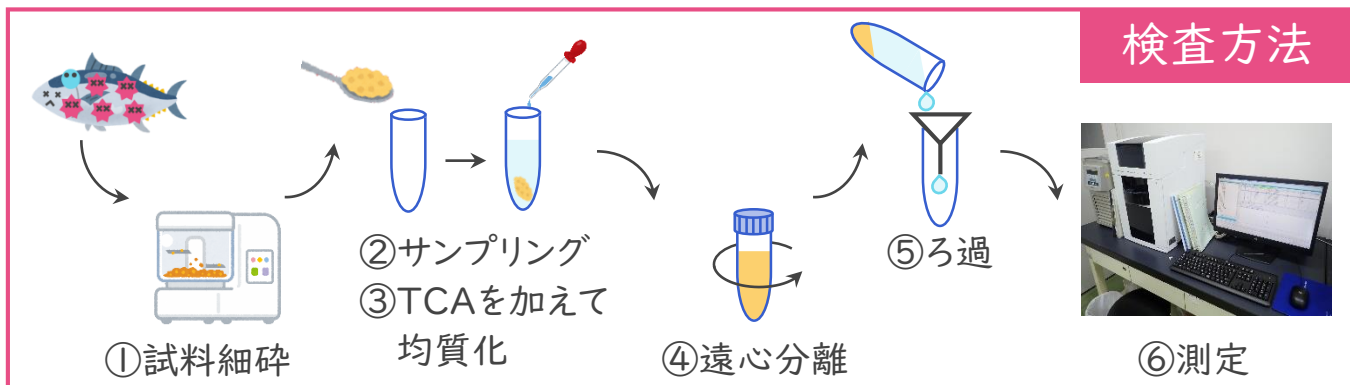 検査方法
①試料細砕
②サンプリング
③TCAを加えて
均質化
④遠心分離
⑤ろ過
⑥測定